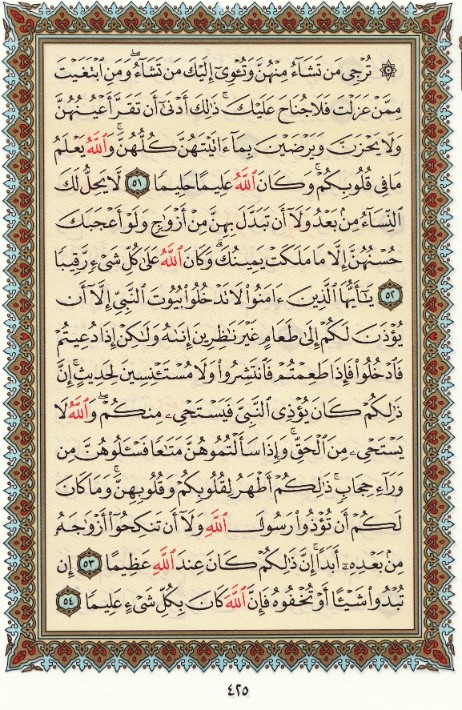 ۞ تُرْجِى مَن تَشَآءُ مِنْهُنَّ وَتُـْٔوِىٓ إِلَيْكَ مَن تَشَآءُ ۖ وَمَنِ ٱبْتَغَيْتَ
مِمَّنْ عَزَلْتَ فَلَا جُنَاحَ عَلَيْكَ ۚ ذَٰلِكَ أَدْنَىٰٓ أَن تَقَرَّ أَعْيُنُهُنَّ
وَلَا يَحْزَنَّ وَيَرْضَيْنَ بِمَآ ءَاتَيْتَهُنَّ كُلُّهُنَّ ۚ وَٱللَّهُ يَعْلَمُ
مَا فِى قُلُوبِكُمْ ۚ وَكَانَ ٱللَّهُ عَلِيمًا حَلِيمًا ٥١ لَّا يَحِلُّ لَكَ
ٱلنِّسَآءُ مِنۢ بَعْدُ وَلَآ أَن تَبَدَّلَ بِهِنَّ مِنْ أَزْوَٰجٍ وَلَوْ أَعْجَبَكَ
حُسْنُهُنَّ إِلَّا مَا مَلَكَتْ يَمِينُكَ ۗ وَكَانَ ٱللَّهُ عَلَىٰ كُلِّ شَىْءٍ رَّقِيبًا
٥٢ يَـٰٓأَيُّهَا ٱلَّذِينَ ءَامَنُوا۟ لَا تَدْخُلُوا۟ بُيُوتَ ٱلنَّبِىِّ إِلَّآ أَن
يُؤْذَنَ لَكُمْ إِلَىٰ طَعَامٍ غَيْرَ نَـٰظِرِينَ إِنَىٰهُ وَلَـٰكِنْ إِذَا دُعِيتُمْ
فَٱدْخُلُوا۟ فَإِذَا طَعِمْتُمْ فَٱنتَشِرُوا۟ وَلَا مُسْتَـْٔنِسِينَ لِحَدِيثٍ ۚ إِنَّ
ذَٰلِكُمْ كَانَ يُؤْذِى ٱلنَّبِىَّ فَيَسْتَحْىِۦ مِنكُمْ ۖ وَٱللَّهُ لَا
يَسْتَحْىِۦ مِنَ ٱلْحَقِّ ۚ وَإِذَا سَأَلْتُمُوهُنَّ مَتَـٰعًا فَسْـَٔلُوهُنَّ مِن
وَرَآءِ حِجَابٍ ۚ ذَٰلِكُمْ أَطْهَرُ لِقُلُوبِكُمْ وَقُلُوبِهِنَّ ۚ وَمَا كَانَ
لَكُمْ أَن تُؤْذُوا۟ رَسُولَ ٱللَّهِ وَلَآ أَن تَنكِحُوٓا۟ أَزْوَٰجَهُۥ
مِنۢ بَعْدِهِۦٓ أَبَدًا ۚ إِنَّ ذَٰلِكُمْ كَانَ عِندَ ٱللَّهِ عَظِيمًا ٥٣ إِن
تُبْدُوا۟ شَيْـًٔا أَوْ تُخْفُوهُ فَإِنَّ ٱللَّهَ كَانَ بِكُلِّ شَىْءٍ عَلِيمًا ٥٤
٤٢٥